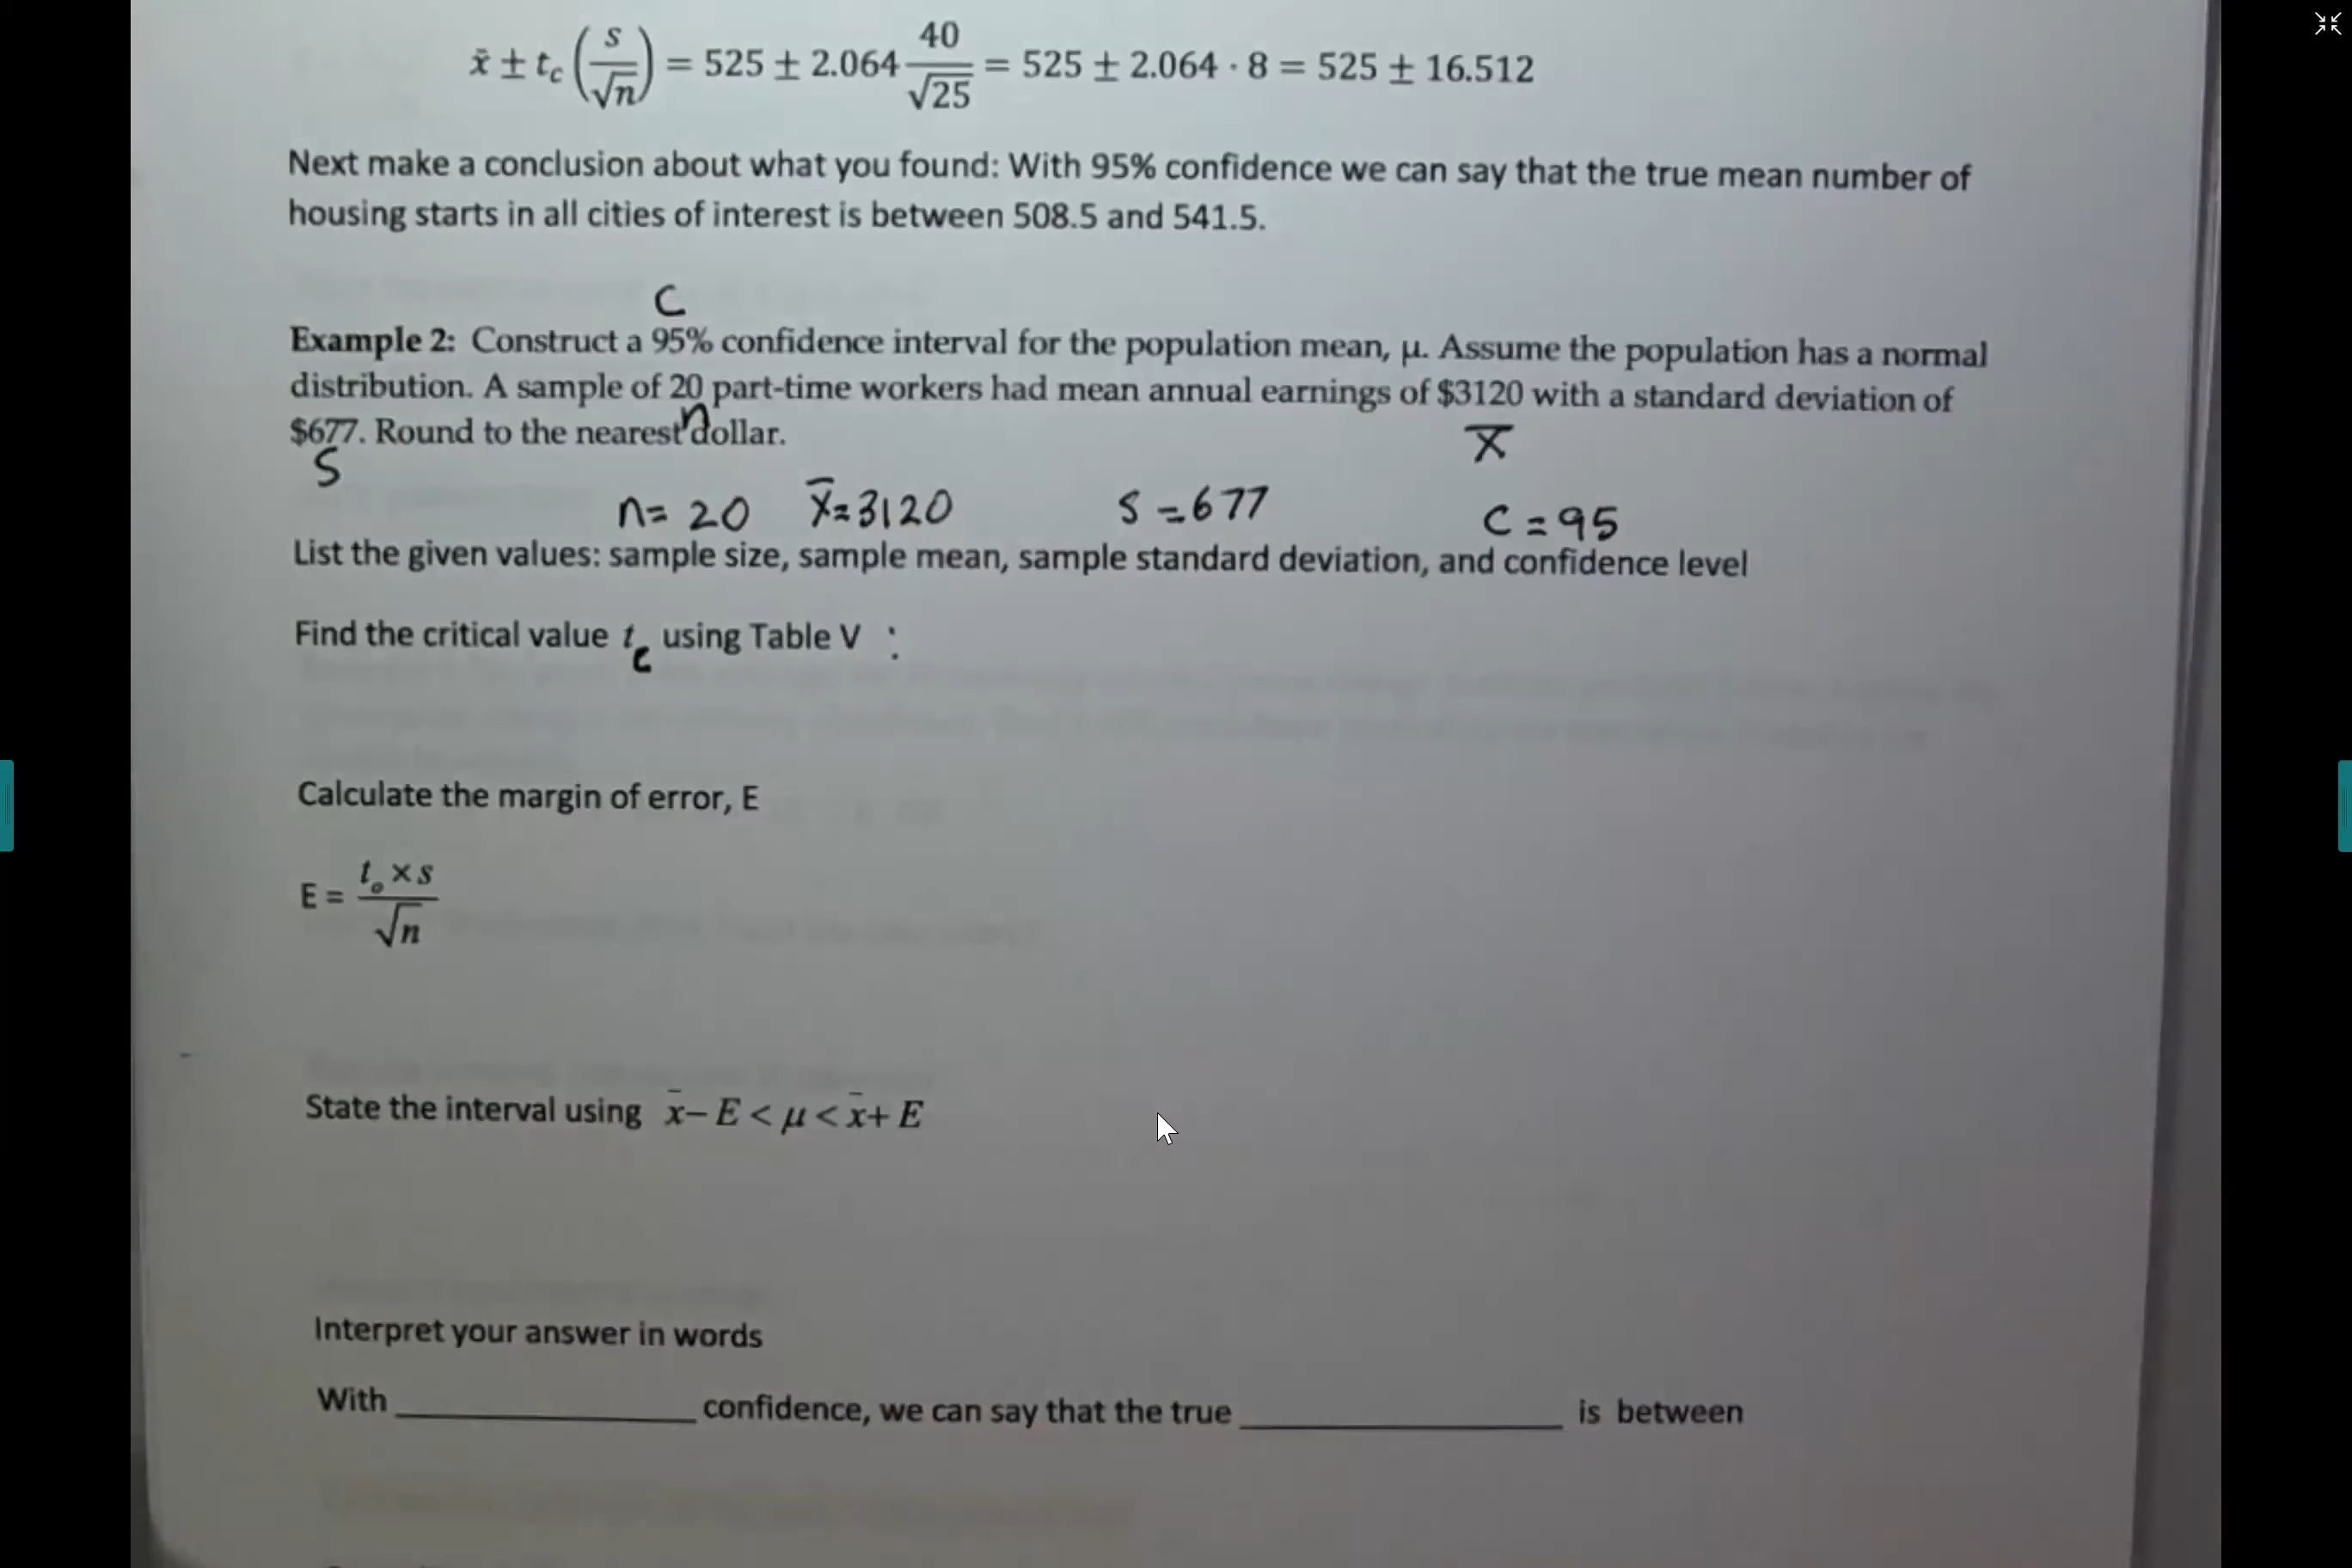 x̄ ± t_c (s/√n) = 525 ± 2.064 40/√25 = 525 ± 2.064 · 8 = 525 ± 16.512
Next make a conclusion about what you found: With 95% confidence we can say that the true mean number of
housing starts in all cities of interest is between 508.5 and 541.5.
C
Example 2: Construct a 95% confidence interval for the population mean, μ. Assume the population has a normal
distribution. A sample of 20 part-time workers had mean annual earnings of $3120 with a standard deviation of
n
$677. Round to the nearest dollar.
S x̄
n= 20 x̄=3120 s =677 C =95
List the given values: sample size, sample mean, sample standard deviation, and confidence level
Find the critical value t_c using Table V :
Calculate the margin of error, E
E = t_o × s / √n
State the interval using x̄− E < μ < x̄+ E
Interpret your answer in words
With ____________ confidence, we can say that the true ____________ is between